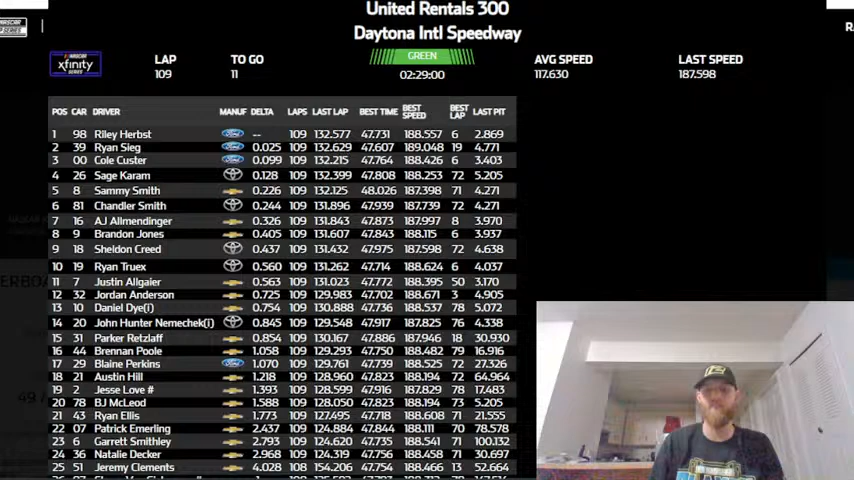 United Rentals 300
Daytona Intl Speedway
xfinity
SERIES
LAP TO GO GREEN AVG SPEED LAST SPEED
109 11 02:29:00 117.630 187.598
POS CAR DRIVER MANUF DELTA LAPS LAST LAP BEST TIME BEST SPEED BEST LAP LAST PIT
1 98 Riley Herbst Ford -- 109 132.577 47.731 188.557 6 2.869
2 39 Ryan Sieg Ford 0.025 109 132.629 47.607 189.048 19 4.771
3 00 Cole Custer Ford 0.099 109 132.215 47.764 188.426 6 3.403
4 26 Sage Karam 0.128 109 132.399 47.808 188.253 72 5.205
5 8 Sammy Smith 0.226 109 132.125 48.026 187.398 71 4.271
6 81 Chandler Smith 0.244 109 131.896 47.939 187.739 72 4.271
7 16 AJ Allmendinger 0.326 109 131.843 47.873 187.997 8 3.970
8 9 Brandon Jones 0.405 109 131.607 47.843 188.115 6 3.937
9 18 Sheldon Creed 0.437 109 131.432 47.975 187.598 72 4.638
10 19 Ryan Truex 0.560 109 131.262 47.714 188.624 6 4.037
11 7 Justin Allgaier 0.563 109 131.023 47.772 188.395 50 3.170
12 32 Jordan Anderson 0.725 109 129.983 47.702 188.671 3 4.905
13 10 Daniel Dye(i) 0.754 109 130.888 47.736 188.537 78 5.072
14 20 John Hunter Nemechek(i) 0.845 109 129.548 47.917 187.825 76 4.338
15 31 Parker Retzlaff 0.854 109 130.167 47.886 187.946 18 30.930
16 44 Brennan Poole 1.058 109 129.293 47.750 188.482 79 16.916
17 29 Blaine Perkins Ford 1.070 109 129.761 47.739 188.525 72 27.326
18 21 Austin Hill 1.218 109 128.966 47.823 188.194 72 64.964
19 2 Jesse Love # 1.393 109 128.599 47.916 187.829 78 17.483
20 78 BJ McLeod 1.588 109 128.050 47.823 188.194 73 5.205
21 43 Ryan Ellis 1.773 109 127.495 47.718 188.608 71 21.555
22 07 Patrick Emerling 2.437 109 124.884 47.844 188.111 70 78.578
23 6 Garrett Smithley 2.793 109 124.620 47.735 188.541 71 100.132
24 36 Natalie Decker 2.968 109 124.319 47.756 188.458 71 30.697
25 51 Jeremy Clements 4.028 108 154.206 47.754 188.466 13 52.664